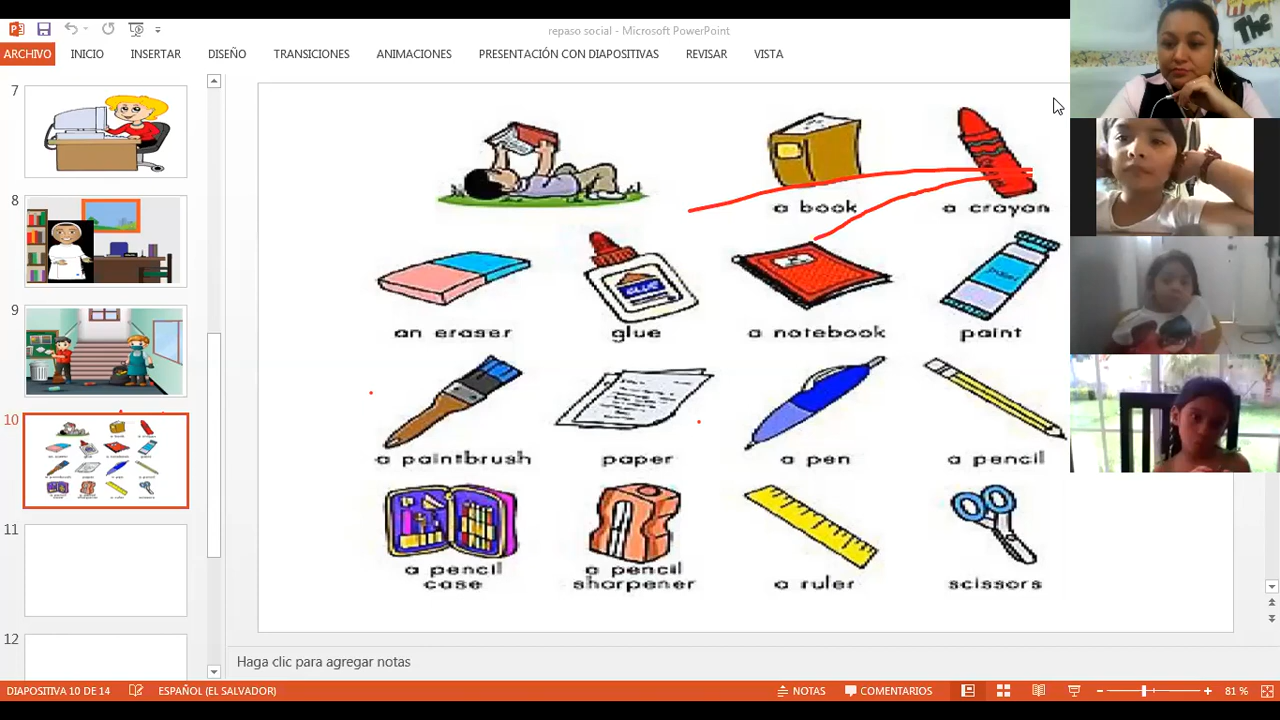 repaso social - Microsoft PowerPoint
ARCHIVO INICIO INSERTAR DISEÑO TRANSICIONES ANIMACIONES PRESENTACIÓN CON DIAPOSITIVAS REVISAR VISTA
The
7
8
9
10
11
12
a book a crayon
GLUE
an eraser glue a notebook paint
a paintbrush paper a pen a pencil
a pencil case a pencil sharpener a ruler scissors
Haga clic para agregar notas
DIAPOSITIVA 10 DE 14 ESPAÑOL (EL SALVADOR) NOTAS COMENTARIOS 81 %